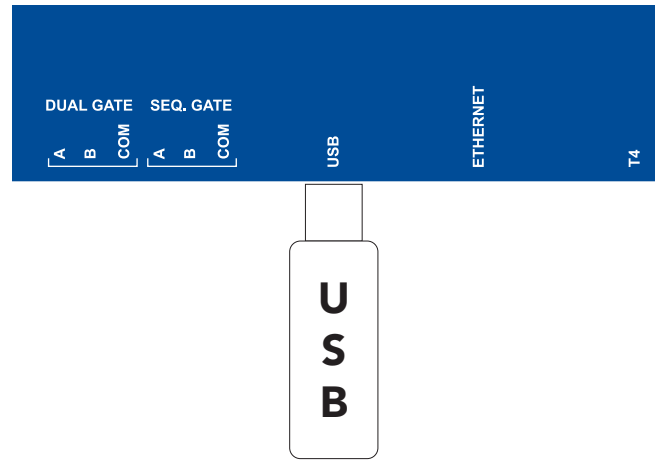 DUAL GATE SEQ. GATE
A B COM A B COM USB ETHERNET T4
U
S
B